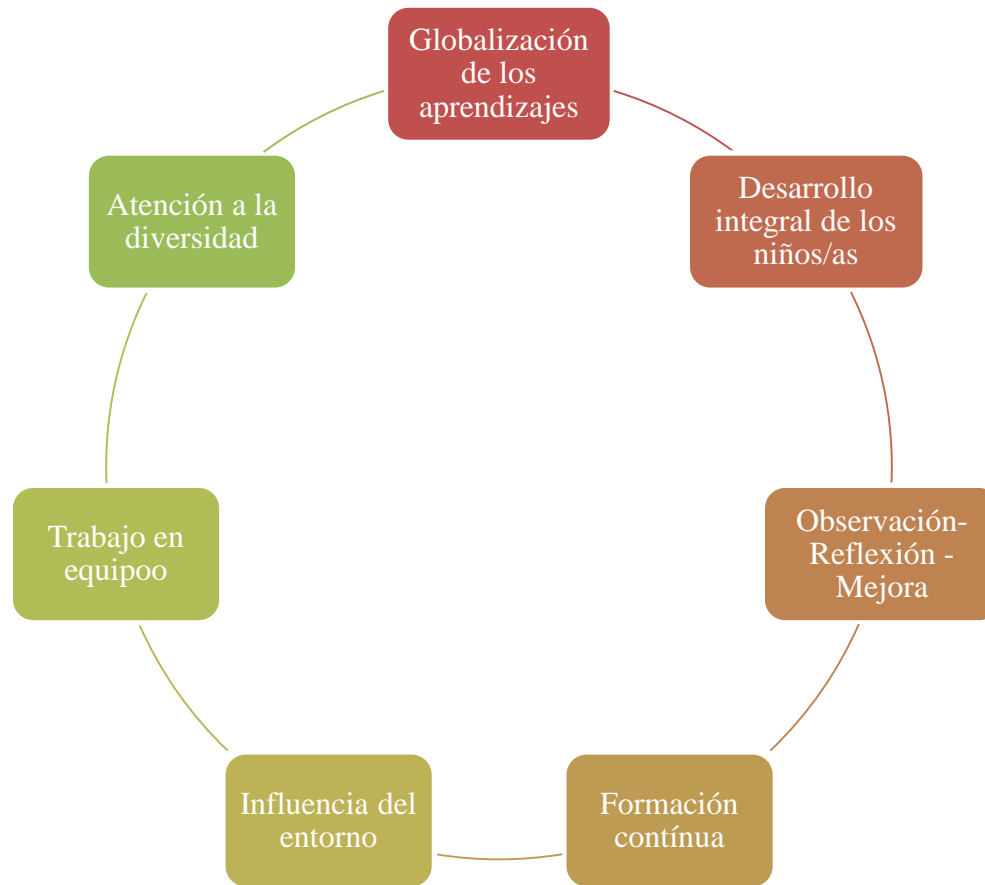 Globalización
de los
aprendizajes
Desarrollo
integral de los
niños/as
Observación-
Reflexión -
Mejora
Formación
contínua
Influencia del
entorno
Trabajo en
equipoo
Atención a la
diversidad